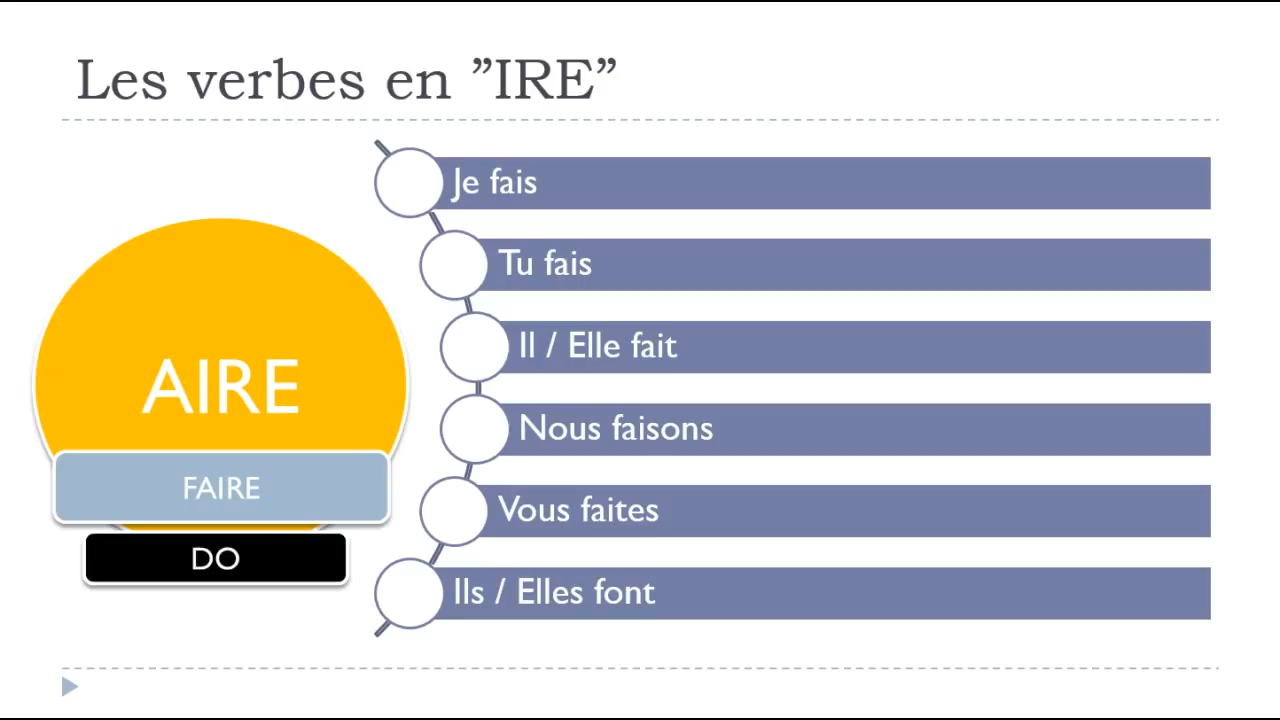 Les verbes en ”IRE”
AIRE
FAIRE
DO
Je fais
Tu fais
Il / Elle fait
Nous faisons
Vous faites
Ils / Elles font